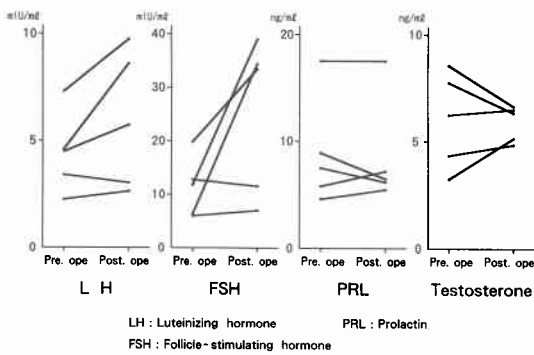 mIU/mℓ mIU/mℓ ng/mℓ ng/mℓ
10 40 20 10
30
5 20 10 5
10
0 0 0 0
Pre. ope Post. ope Pre. ope Post. ope Pre. ope Post. ope Pre. ope Post. ope
L H FSH PRL Testosterone
LH : Luteinizing hormone PRL : Prolactin
FSH : Follicle-stimulating hormone